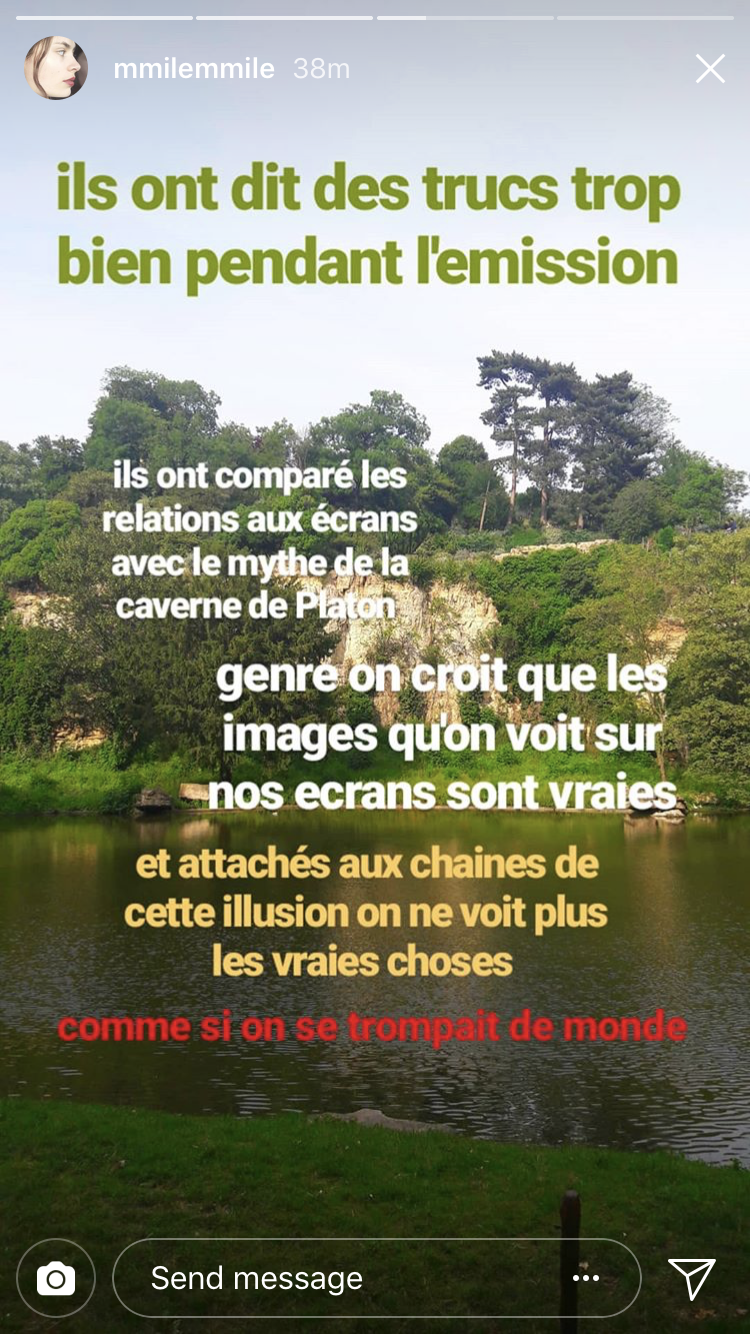 mmilemmile 38m
ils ont dit des trucs trop
bien pendant l'emission
ils ont comparé les
relations aux écrans
avec le mythe de la
caverne de Platon
genre on croit que les
images qu'on voit sur
nos ecrans sont vraies
et attachés aux chaines de
cette illusion on ne voit plus
les vraies choses
comme si on se trompait de monde
Send message